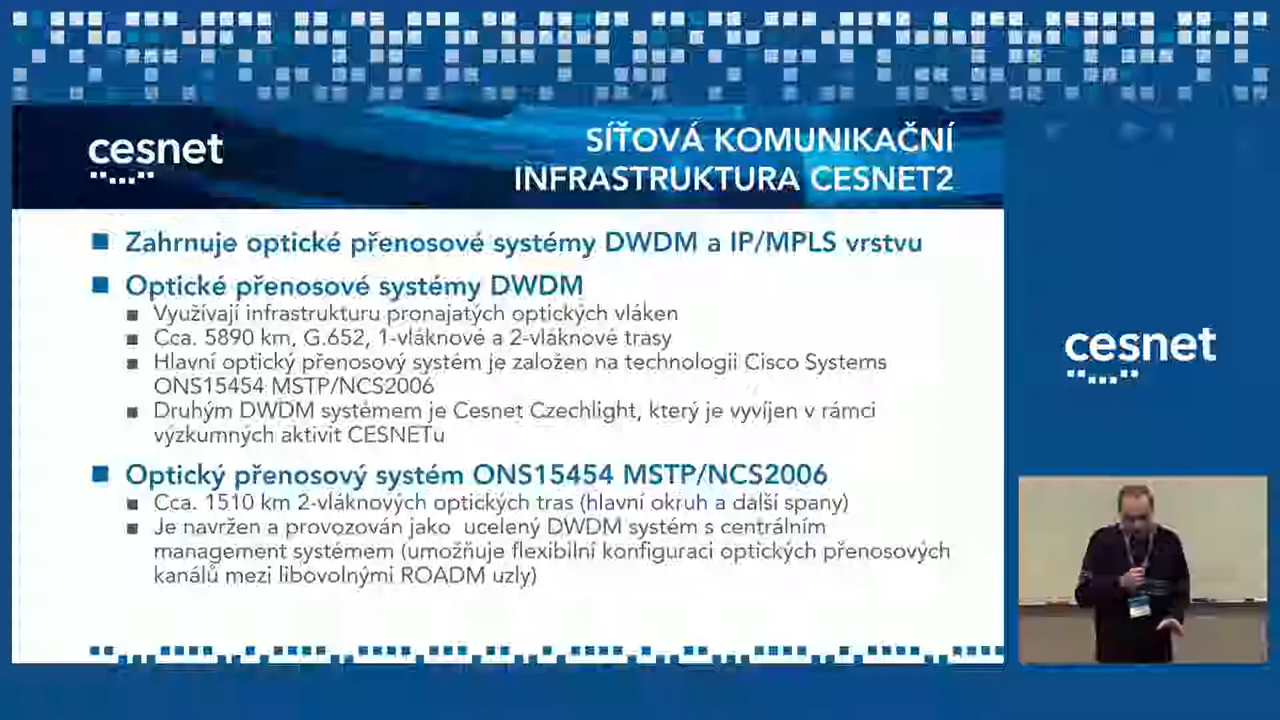 cesnet
SÍŤOVÁ KOMUNIKAČNÍ
INFRASTRUKTURA CESNET2
Zahrnuje optické přenosové systémy DWDM a IP/MPLS vrstvu
Optické přenosové systémy DWDM
Využívají infrastrukturu pronajatých optických vláken
Cca. 5890 km, G.652, 1-vláknové a 2-vláknové trasy
Hlavní optický přenosový systém je založen na technologii Cisco Systems
ONS15454 MSTP/NCS2006
Druhým DWDM systémem je Cesnet Czechlight, který je vyvíjen v rámci
výzkumných aktivit CESNETu
Optický přenosový systém ONS15454 MSTP/NCS2006
Cca. 1510 km 2-vláknových optických tras (hlavní okruh a další spany)
Je navržen a provozován jako ucelený DWDM systém s centrálním
management systémem (umožňuje flexibilní konfiguraci optických přenosových
kanálů mezi libovolnými ROADM uzly)
cesnet